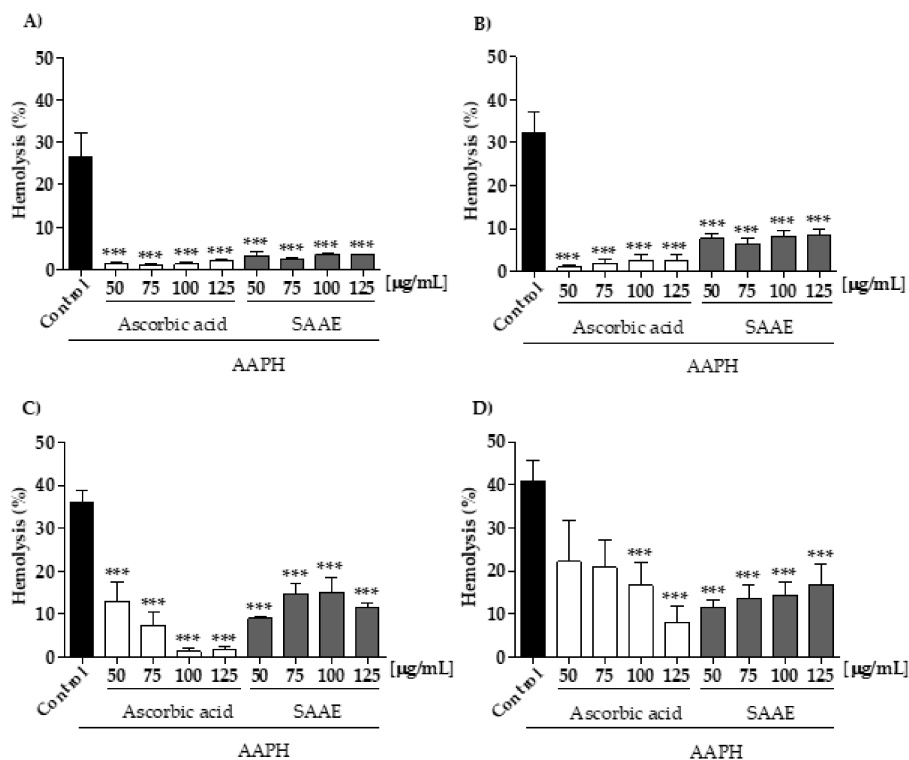 A)
Hemolysis (%)
50
40
30
20
10
0
*** *** *** *** *** *** *** ***
Control 50 75 100 125 50 75 100 125 [µg/mL]
Ascorbic acid SAAE
AAPH
B)
Hemolysis (%)
50
40
30
20
10
0
*** *** *** *** *** *** *** ***
Control 50 75 100 125 50 75 100 125 [µg/mL]
Ascorbic acid SAAE
AAPH
C)
Hemolysis (%)
50
40
30
20
10
0
*** *** *** *** *** *** *** ***
Control 50 75 100 125 50 75 100 125 [µg/mL]
Ascorbic acid SAAE
AAPH
D)
Hemolysis (%)
50
40
30
20
10
0
*** *** *** *** *** ***
Control 50 75 100 125 50 75 100 125 [µg/mL]
Ascorbic acid SAAE
AAPH